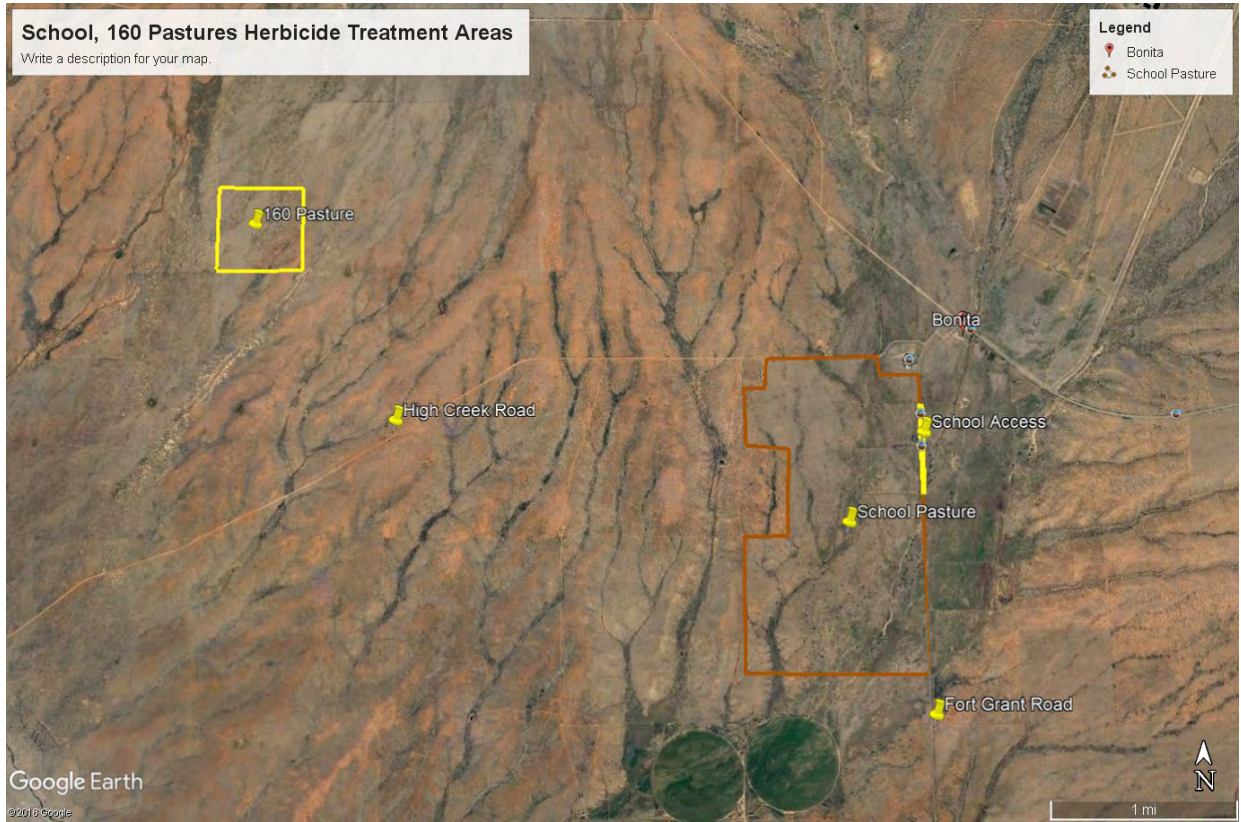 School, 160 Pastures Herbicide Treatment Areas
Write a description for your map.
Legend
Bonita
School Pasture
160 Pasture
Bonita
High Creek Road
School Access
School Pasture
Fort Grant Road
N
Google Earth
©2016 Google
1 mi